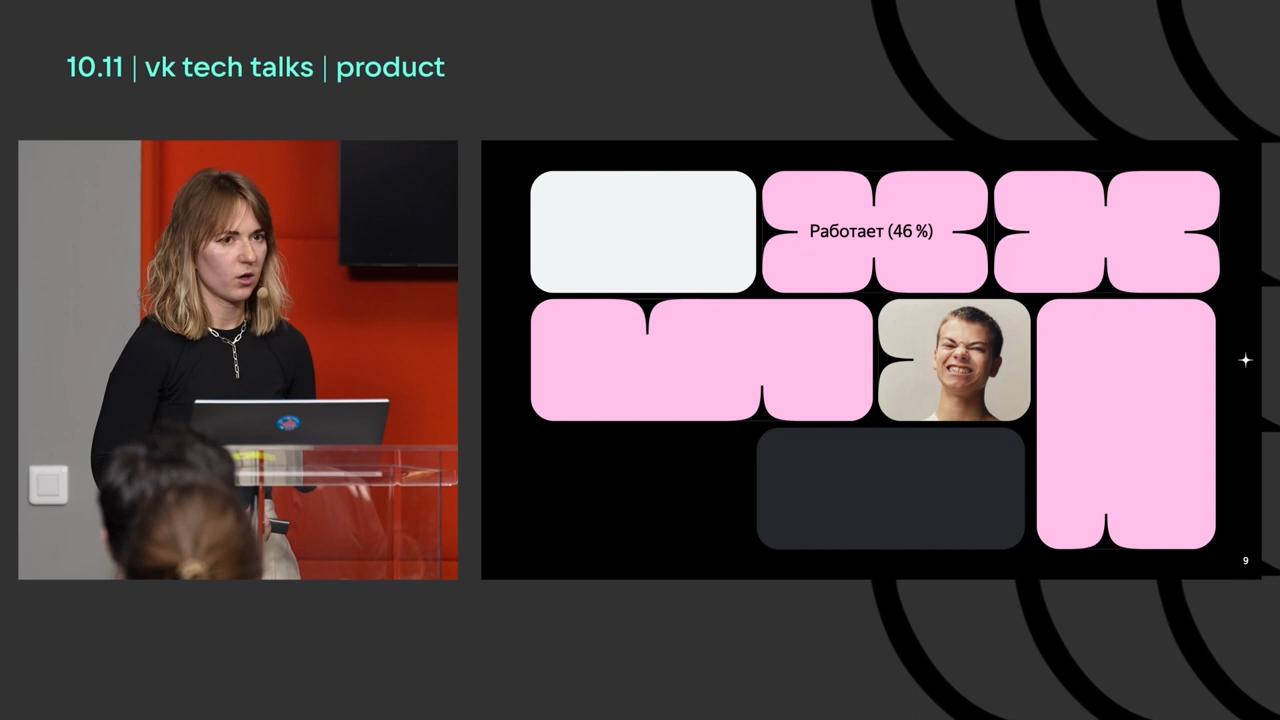 10.11 | vk tech talks | product
Работает (46 %)
9